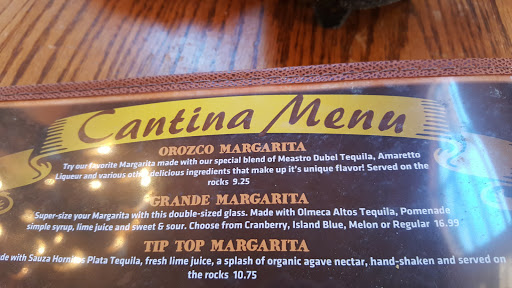 Cantina Menu
OROZCO MARGARITA
Try our favorite Margarita made with our special blend of Meastro Dubel Tequila, Amaretto
Liqueur and various other delicious ingredients that make up it's unique flavor! Served on the
rocks 9.25
GRANDE MARGARITA
Super-size your Margarita with this double-sized glass. Made with Olmeca Altos Tequila, Pomenade
simple syrup, lime juice and sweet & sour. Choose from Cranberry, Island Blue, Melon or Regular 16.99
TIP TOP MARGARITA
with Sauza Hornitos Plata Tequila, fresh lime juice, a splash of organic agave nectar, hand-shaken and served on
the rocks 10.75